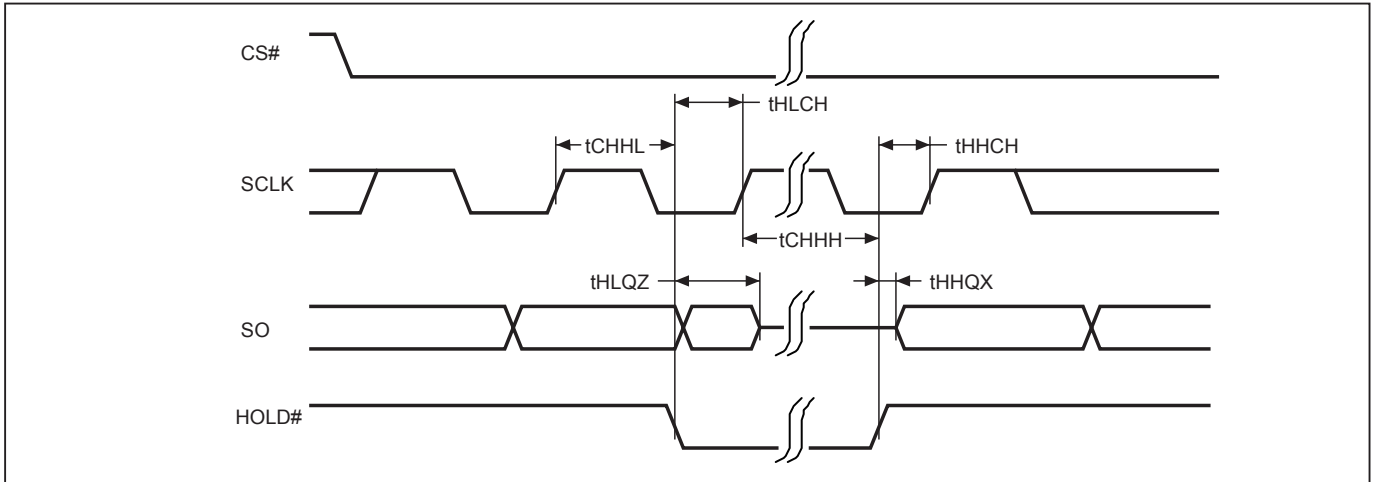 CS#
tHLCH
tCHHL
tHHCH
SCLK
tCHHH
tHLQZ
tHHQX
SO
HOLD#